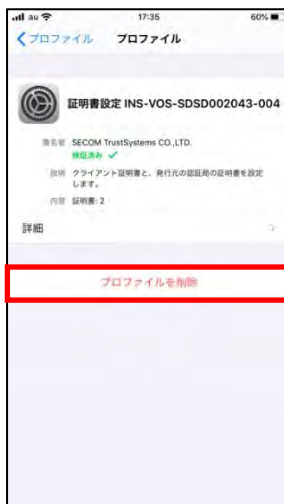 au 17:35 60%
プロファイル プロファイル
証明書設定 INS-VOS-SDSD002043-004
署名者 SECOM TrustSystems CO.,LTD.
検証済み ✓
説明 クライアント証明書と、発行元の認証局の証明書を設定
します。
内容 証明書: 2
詳細
プロファイルを削除